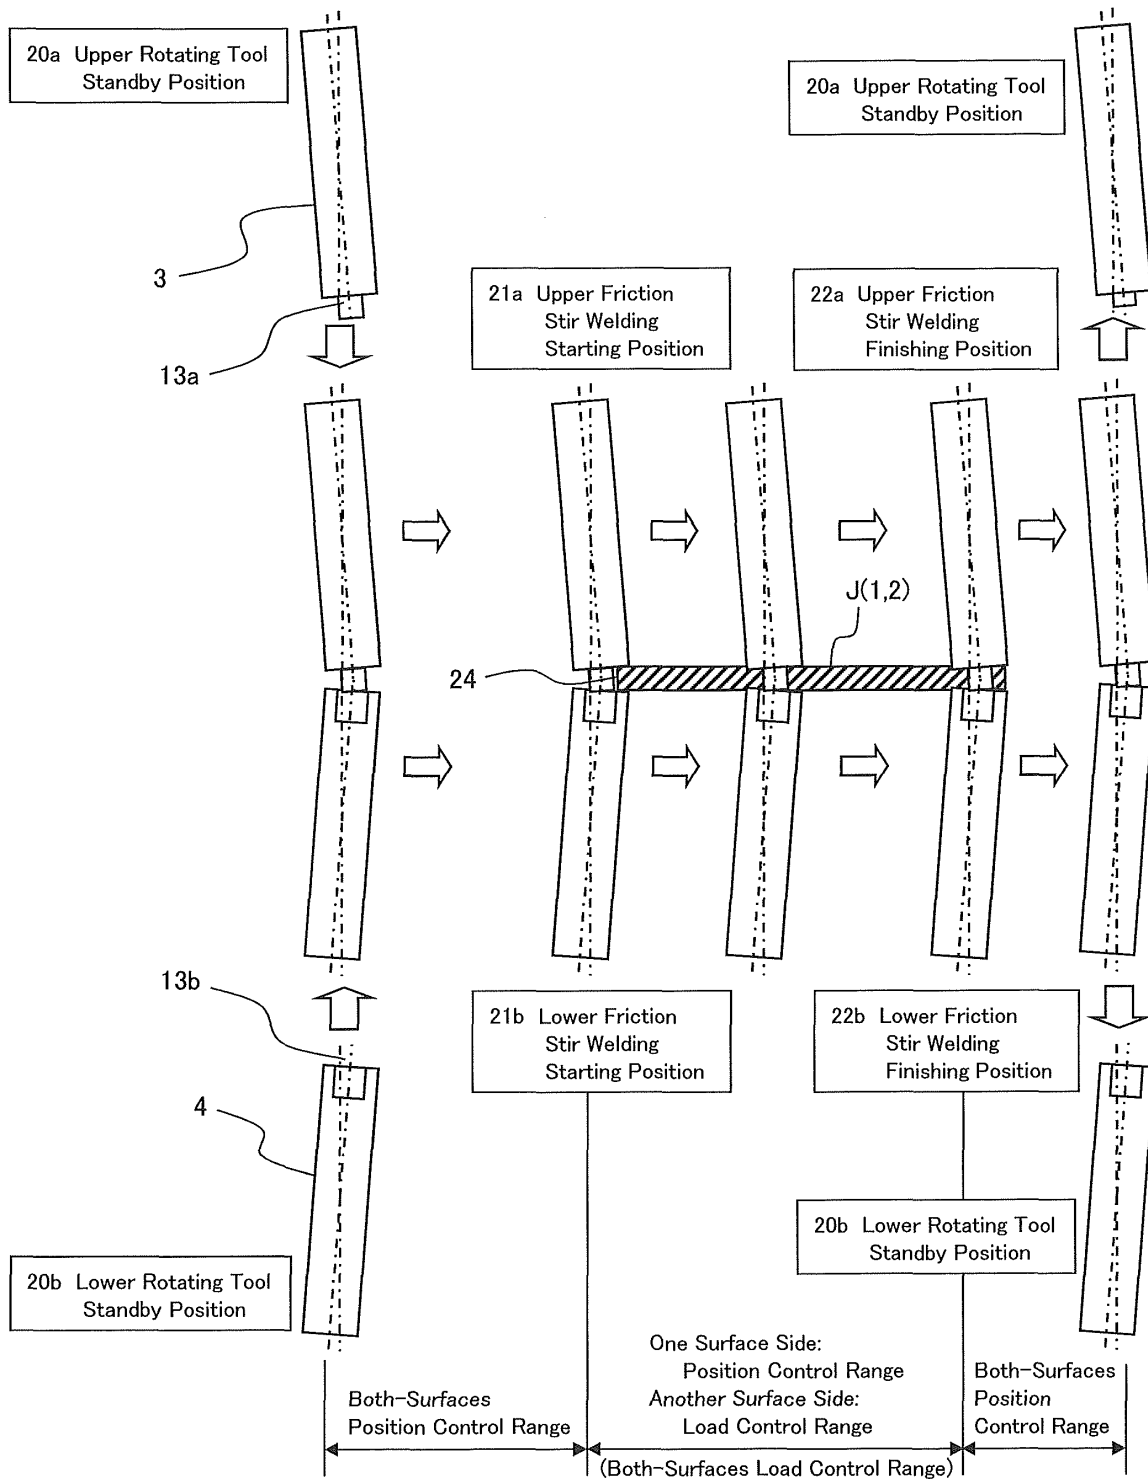 20a Upper Rotating Tool
Standby Position
20a Upper Rotating Tool
Standby Position
3
13a
21a Upper Friction
Stir Welding
Starting Position
22a Upper Friction
Stir Welding
Finishing Position
J(1,2)
24
13b
21b Lower Friction
Stir Welding
Starting Position
22b Lower Friction
Stir Welding
Finishing Position
4
20b Lower Rotating Tool
Standby Position
20b Lower Rotating Tool
Standby Position
Both-Surfaces
Position Control Range
One Surface Side:
Position Control Range
Another Surface Side:
Load Control Range
(Both-Surfaces Load Control Range)
Both-Surfaces
Position
Control Range